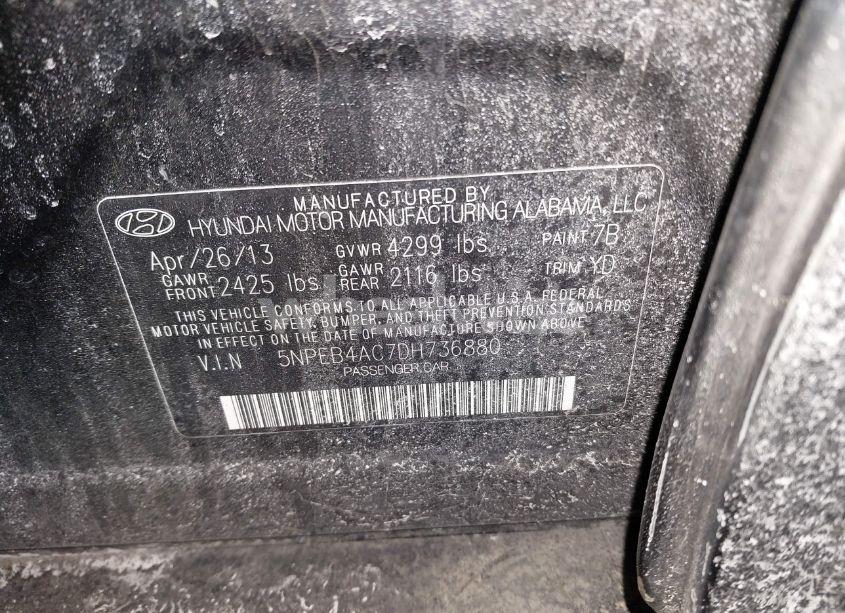 MANUFACTURED BY
HYUNDAI MOTOR MANUFACTURING ALABAMA, LLC
Apr/26/13 GVWR 4299 lbs. PAINT 7B
GAWR FRONT 2425 lbs. GAWR REAR 2116 lbs TRIM YD
THIS VEHICLE CONFORMS TO ALL APPLICABLE U.S.A. FEDERAL
MOTOR VEHICLE SAFETY, BUMPER, AND THEFT PREVENTION STANDARDS
IN EFFECT ON THE DATE OF MANUFACTURE SHOWN ABOVE
V.I.N 5NPEB4AC7DH736880
PASSENGER CAR